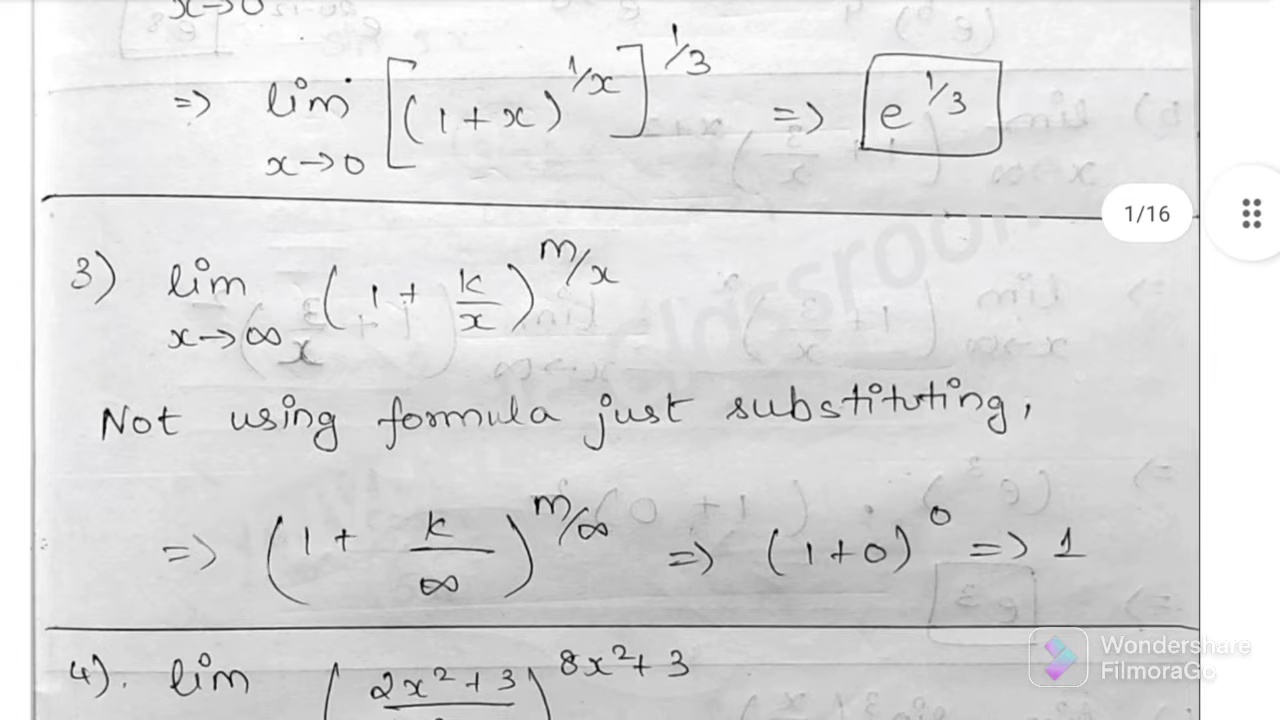 x→0
=> lim x→0 [(1+x)^1/x]^1/3 => e^1/3
1/16
3) lim x→∞ (1 + k/x)^m/x
Not using formula just substituting,
=> (1 + k/∞)^m/∞ => (1+0)^0 => 1
4). lim (2x²+3)^8x²+3
Wondershare
FilmoraGo